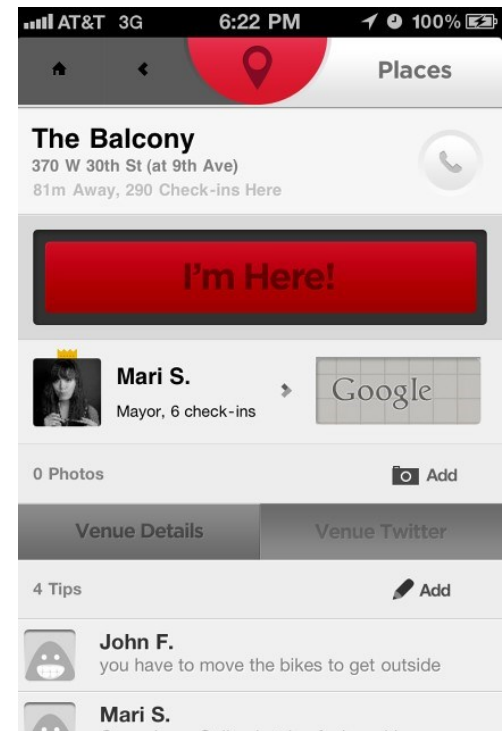 AT&T 3G 6:22 PM 100%
Places
The Balcony
370 W 30th St (at 9th Ave)
81m Away, 290 Check-ins Here
I'm Here!
Mari S.
Mayor, 6 check-ins
Google
0 Photos Add
Venue Details Venue Twitter
4 Tips Add
John F.
you have to move the bikes to get outside
Mari S.